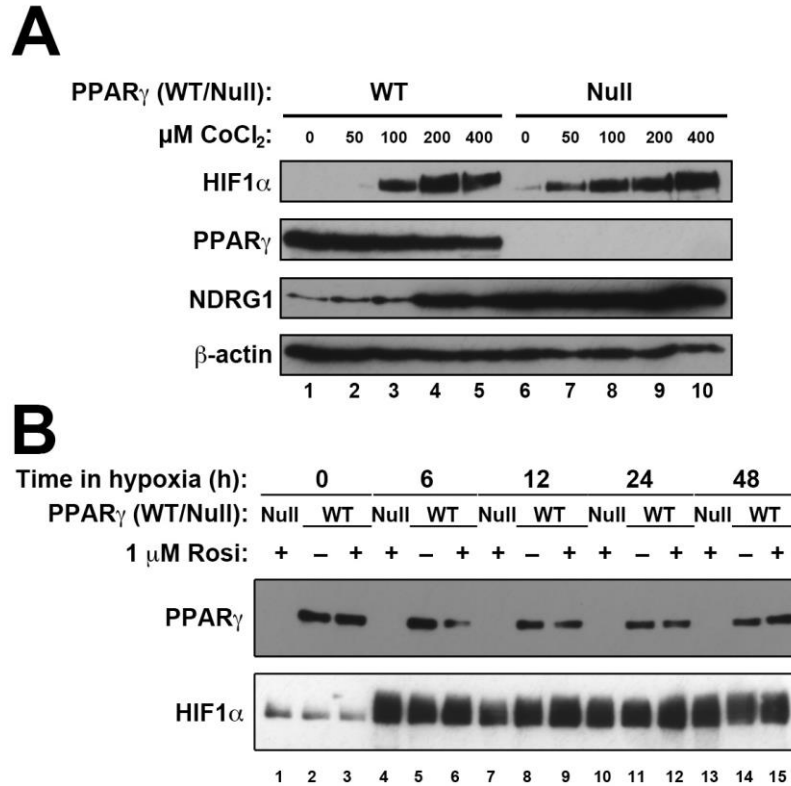 A
PPARγ (WT/Null): WT Null
µM CoCl₂: 0 50 100 200 400 0 50 100 200 400
HIF1α
PPARγ
NDRG1
β-actin
1 2 3 4 5 6 7 8 9 10
B
Time in hypoxia (h): 0 6 12 24 48
PPARγ (WT/Null): Null WT Null WT Null WT Null WT Null WT
1 µM Rosi: + – + + – + + – + + – + + – +
PPARγ
HIF1α
1 2 3 4 5 6 7 8 9 10 11 12 13 14 15